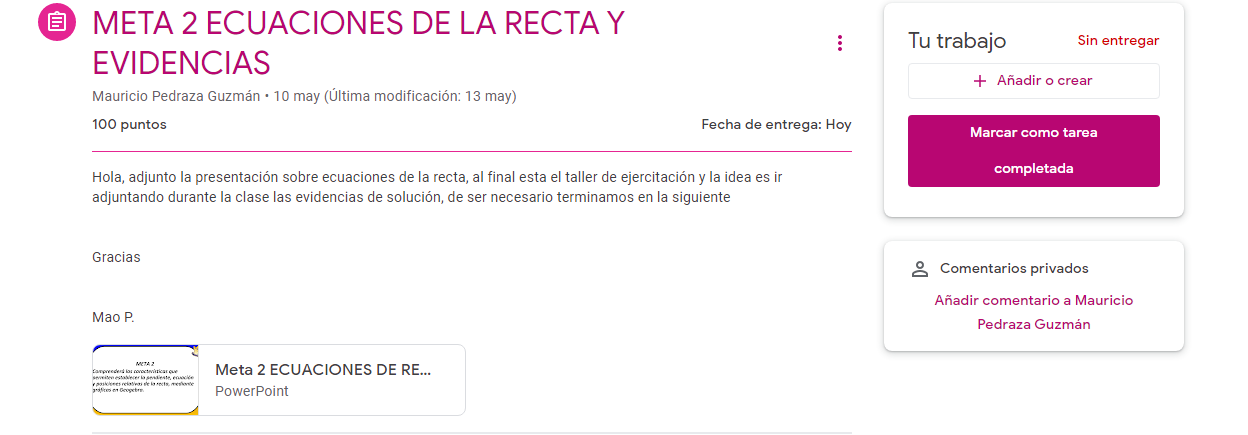 META 2 ECUACIONES DE LA RECTA Y
EVIDENCIAS
Mauricio Pedraza Guzmán • 10 may (Última modificación: 13 may)
100 puntos
Fecha de entrega: Hoy
Hola, adjunto la presentación sobre ecuaciones de la recta, al final esta el taller de ejercitación y la idea es ir
adjuntando durante la clase las evidencias de solución, de ser necesario terminamos en la siguiente
Gracias
Mao P.
META 2
Comprenderá las características que
permiten establecer la pendiente, ecuación
y posiciones relativas de la recta, mediante
gráficas en Geogebra.
Meta 2 ECUACIONES DE RE...
PowerPoint
Tu trabajo
Sin entregar
+ Añadir o crear
Marcar como tarea
completada
Comentarios privados
Añadir comentario a Mauricio
Pedraza Guzmán